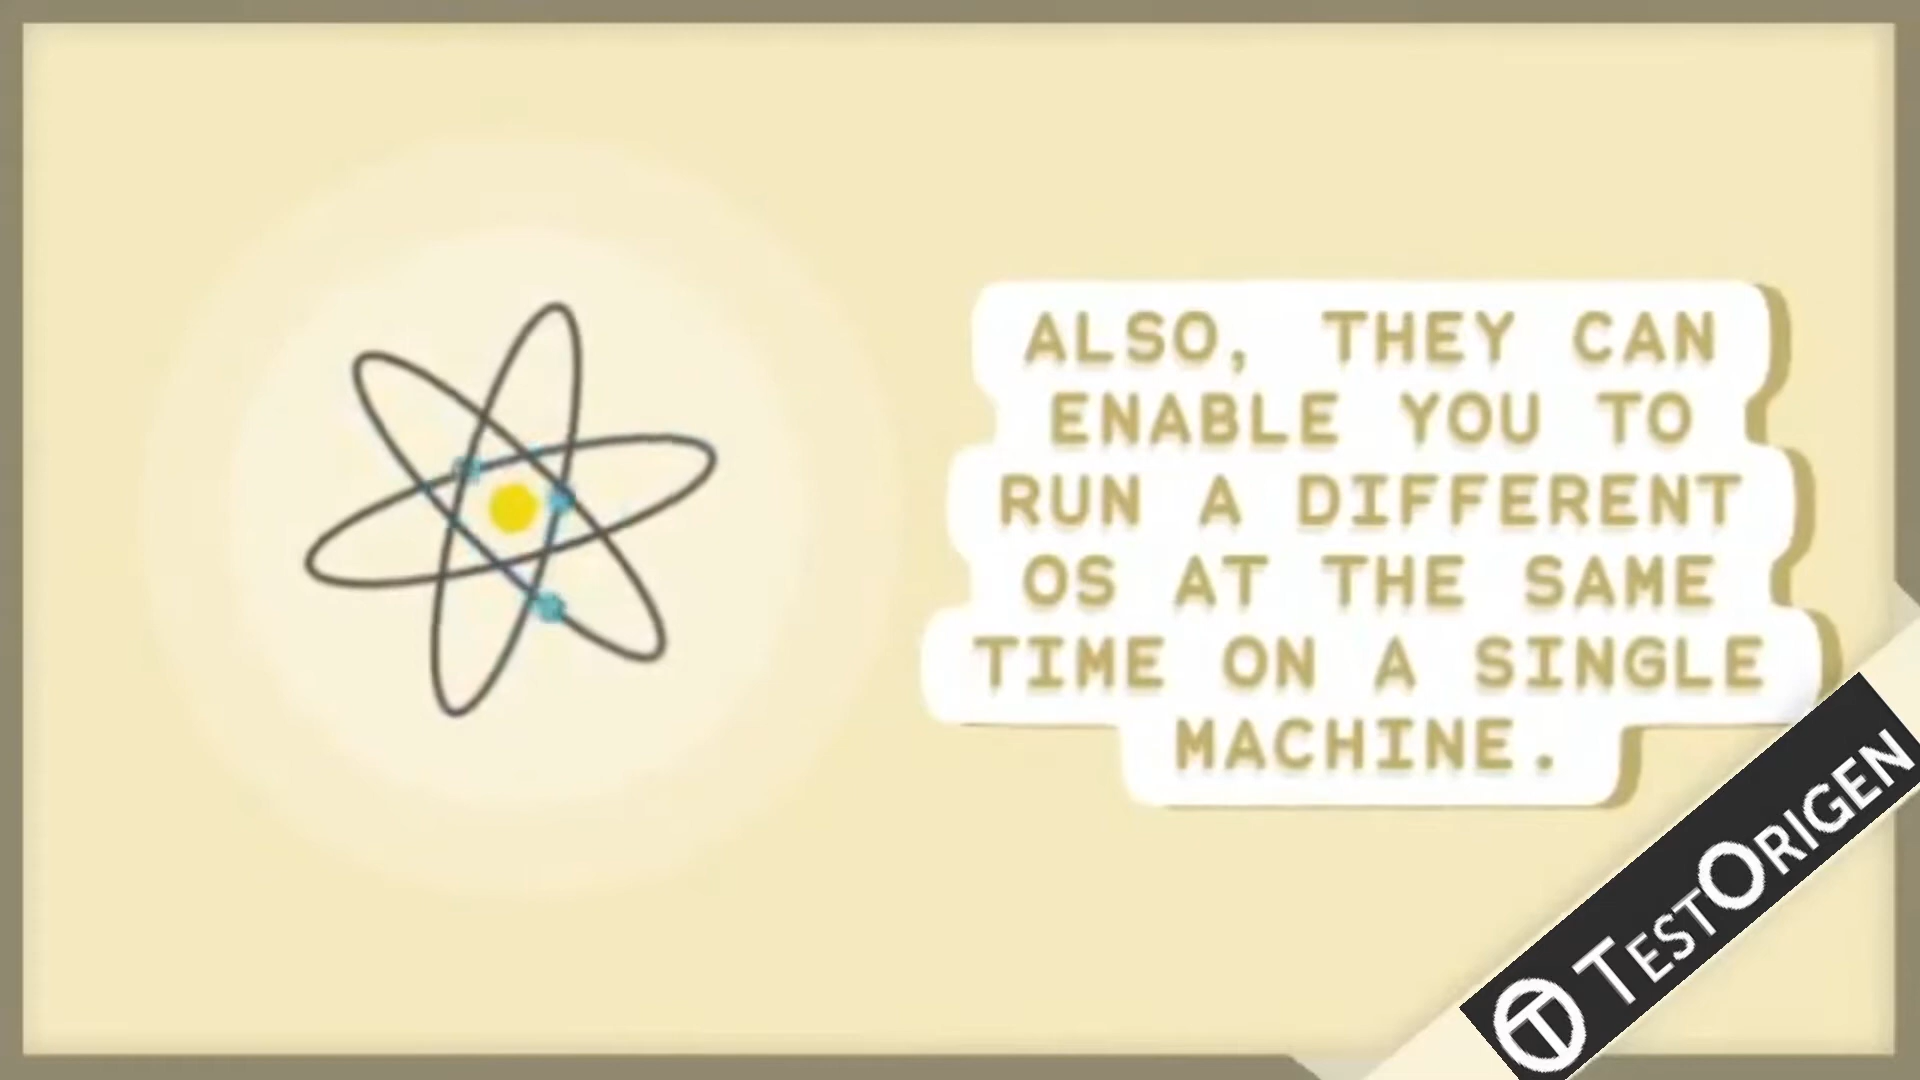 ALSO, THEY CAN
ENABLE YOU TO
RUN A DIFFERENT
OS AT THE SAME
TIME ON A SINGLE
MACHINE.
TESTORIGEN